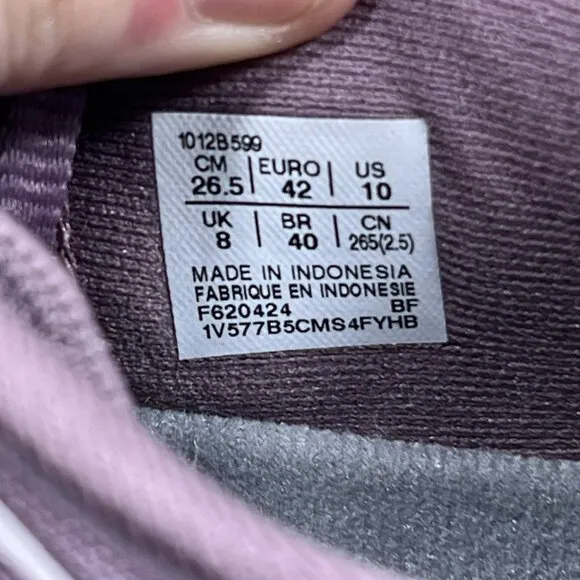 1012B599
CM | EURO | US
26.5 | 42 | 10
UK | BR | CN
8 | 40 | 265(2.5)
MADE IN INDONESIA
FABRIQUE EN INDONESIE
F620424 BF
1V577B5CMS4FYHB